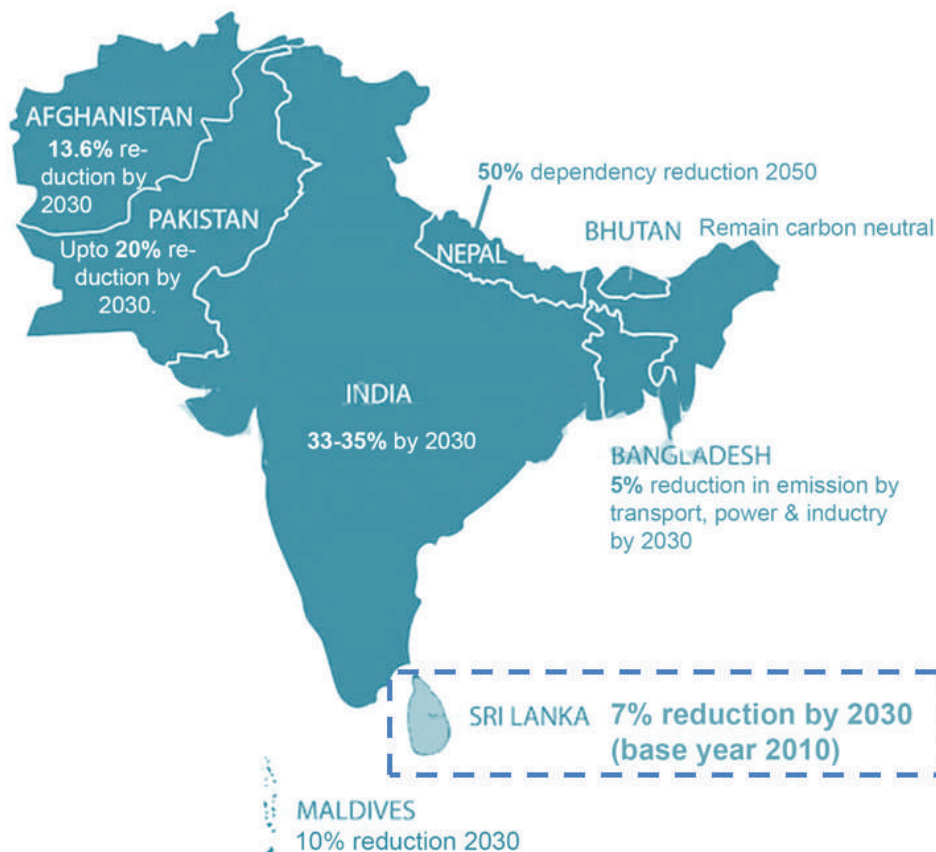 AFGHANISTAN
13.6% re-
duction by
2030
PAKISTAN
Upto 20% re-
duction by
2030.
50% dependency reduction 2050
NEPAL
BHUTAN
Remain carbon neutral
INDIA
33-35% by 2030
BANGLADESH
5% reduction in emission by
transport, power & inductry
by 2030
SRI LANKA
7% reduction by 2030
(base year 2010)
MALDIVES
10% reduction 2030